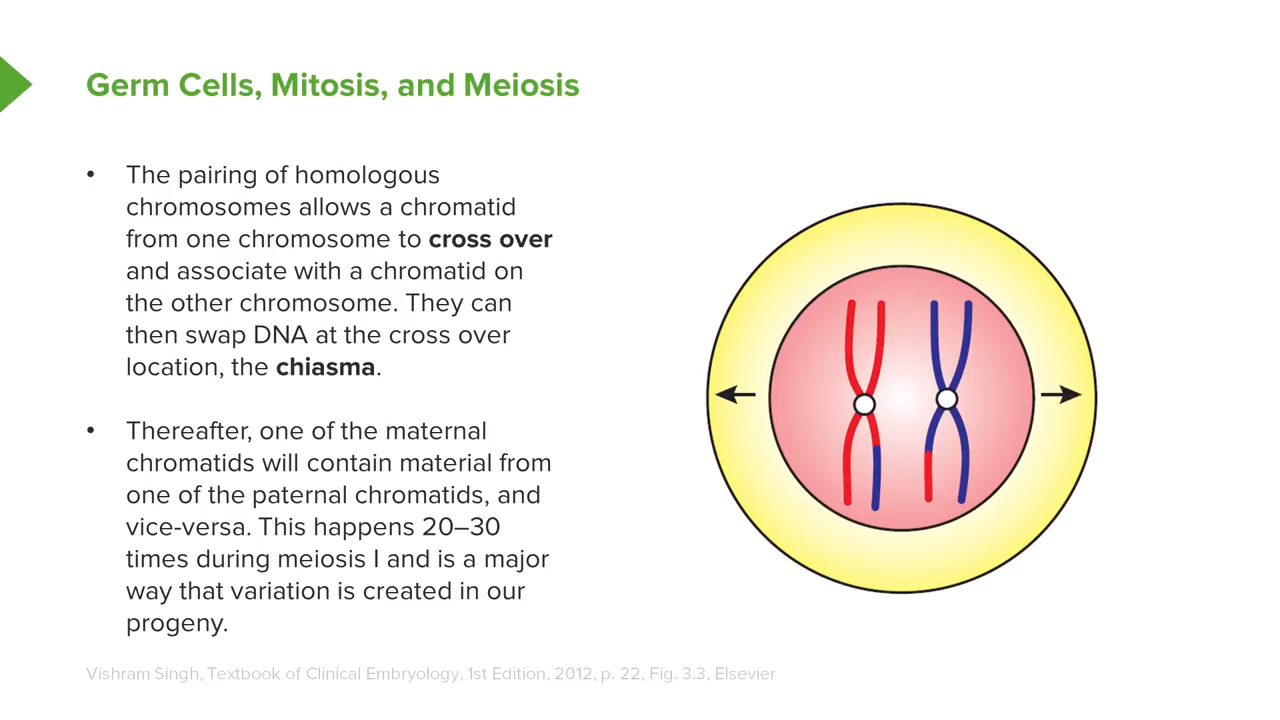 Germ Cells, Mitosis, and Meiosis
• The pairing of homologous
chromosomes allows a chromatid
from one chromosome to cross over
and associate with a chromatid on
the other chromosome. They can
then swap DNA at the cross over
location, the chiasma.
• Thereafter, one of the maternal
chromatids will contain material from
one of the paternal chromatids, and
vice-versa. This happens 20–30
times during meiosis I and is a major
way that variation is created in our
progeny.
Vishram Singh, Textbook of Clinical Embryology, 1st Edition, 2012, p. 22, Fig. 3.3, Elsevier